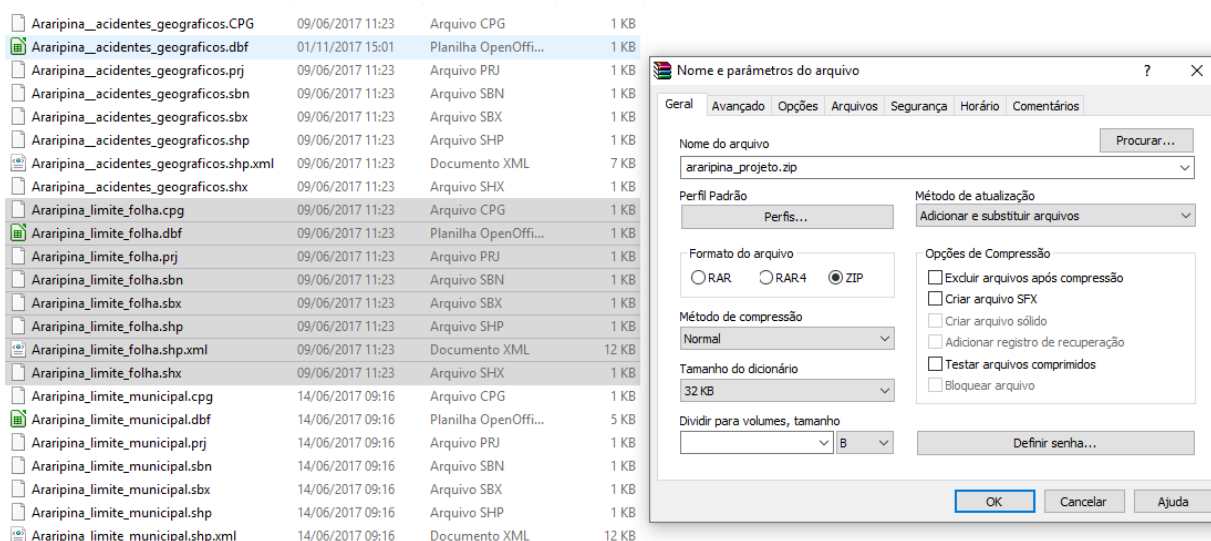 Araripina__acidentes_geograficos.CPG 09/06/2017 11:23 Arquivo CPG 1 KB
Araripina__acidentes_geograficos.dbf 01/11/2017 15:01 Planilha OpenOffi... 1 KB
Araripina__acidentes_geograficos.prj 09/06/2017 11:23 Arquivo PRJ 1 KB
Araripina__acidentes_geograficos.sbn 09/06/2017 11:23 Arquivo SBN 1 KB
Araripina__acidentes_geograficos.sbx 09/06/2017 11:23 Arquivo SBX 1 KB
Araripina__acidentes_geograficos.shp 09/06/2017 11:23 Arquivo SHP 1 KB
Araripina__acidentes_geograficos.shp.xml 09/06/2017 11:23 Documento XML 7 KB
Araripina__acidentes_geograficos.shx 09/06/2017 11:23 Arquivo SHX 1 KB
Araripina_limite_folha.cpg 09/06/2017 11:23 Arquivo CPG 1 KB
Araripina_limite_folha.dbf 09/06/2017 11:23 Planilha OpenOffi... 1 KB
Araripina_limite_folha.prj 09/06/2017 11:23 Arquivo PRJ 1 KB
Araripina_limite_folha.sbn 09/06/2017 11:23 Arquivo SBN 1 KB
Araripina_limite_folha.sbx 09/06/2017 11:23 Arquivo SBX 1 KB
Araripina_limite_folha.shp 09/06/2017 11:23 Arquivo SHP 1 KB
Araripina_limite_folha.shp.xml 09/06/2017 11:23 Documento XML 12 KB
Araripina_limite_folha.shx 09/06/2017 11:23 Arquivo SHX 1 KB
Araripina_limite_municipal.cpg 14/06/2017 09:16 Arquivo CPG 1 KB
Araripina_limite_municipal.dbf 14/06/2017 09:16 Planilha OpenOffi... 5 KB
Araripina_limite_municipal.prj 14/06/2017 09:16 Arquivo PRJ 1 KB
Araripina_limite_municipal.sbn 14/06/2017 09:16 Arquivo SBN 1 KB
Araripina_limite_municipal.sbx 14/06/2017 09:16 Arquivo SBX 1 KB
Araripina_limite_municipal.shp 14/06/2017 09:16 Arquivo SHP 1 KB
Araripina_limite_municipal.shp.xml 14/06/2017 09:16 Documento XML 12 KB
Nome e parâmetros do arquivo ?
Geral Avançado Opções Arquivos Segurança Horário Comentários
Nome do arquivo Procurar...
araripina_projeto.zip
Perfil Padrão Método de atualização
Perfis... Adicionar e substituir arquivos
Formato do arquivo Opções de Compressão
RAR RAR4 ZIP Excluir arquivos após compressão
Criar arquivo SFX
Método de compressão Criar arquivo sólido
Normal Adicionar registro de recuperação
Tamanho do dicionário Testar arquivos comprimidos
32 KB Bloquear arquivo
Dividir para volumes, tamanho
B Definir senha...
OK Cancelar Ajuda